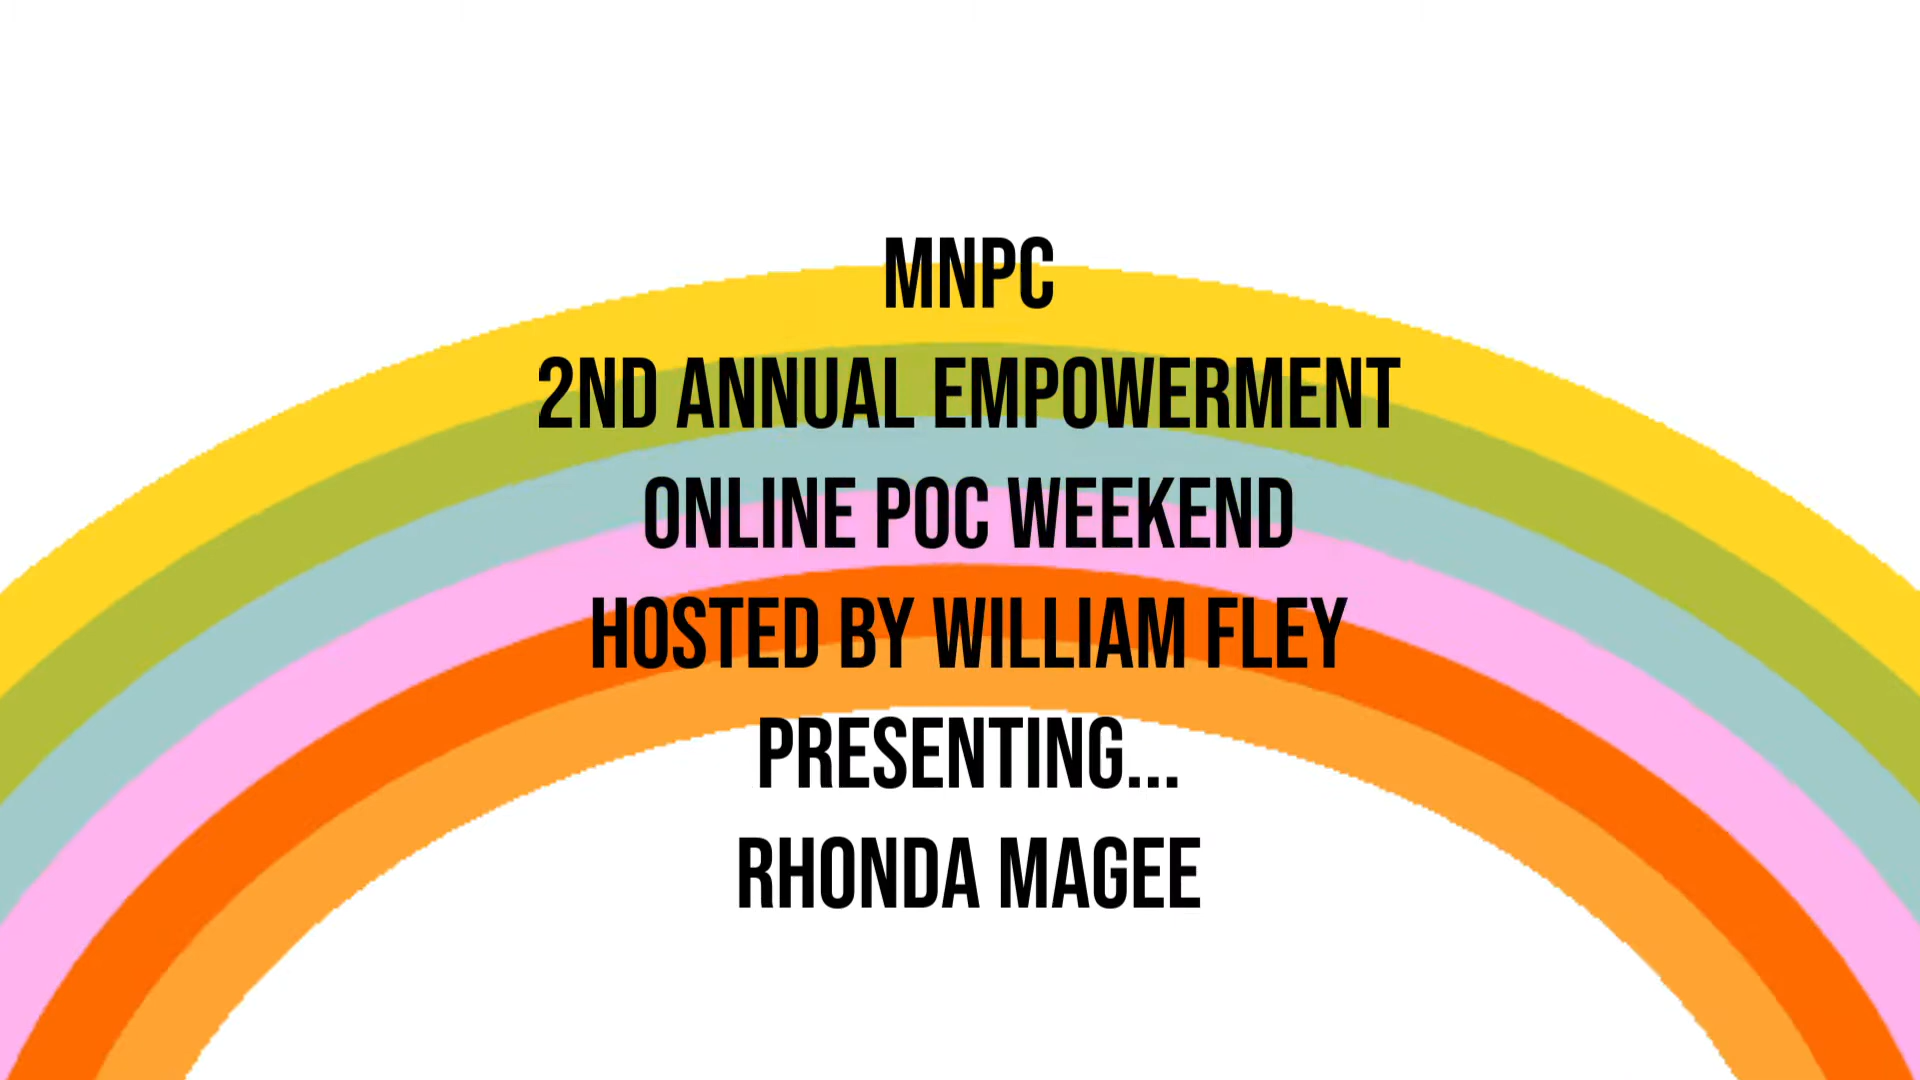 MNPC
2ND ANNUAL EMPOWERMENT
ONLINE POC WEEKEND
HOSTED BY WILLIAM FLEY
PRESENTING...
RHONDA MAGEE